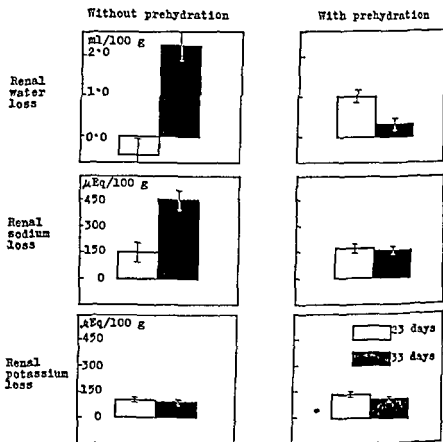 Without prehydration
With prehydration
ml/100 g
2·0
1·0
0·0
Renal
water
loss
µEq/100 g
450
300
150
0
Renal
sodium
loss
µEq/100 g
450
300
150
0
Renal
potassium
loss
23 days
33 days